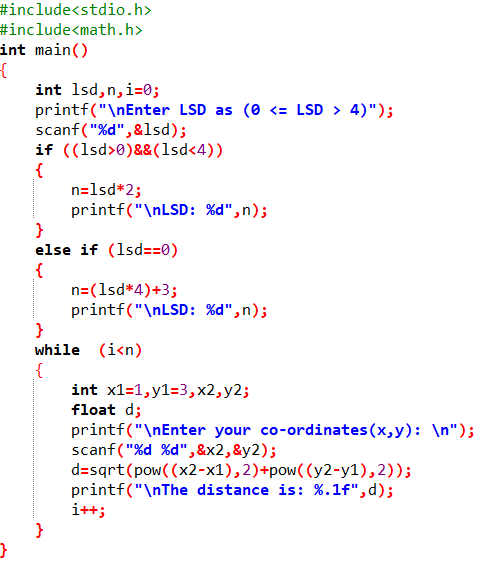 #include<stdio.h>
#include<math.h>
int main()
{
    int lsd,n,i=0;
    printf("\nEnter LSD as (0 <= LSD > 4)");
    scanf("%d",&lsd);
    if ((lsd>0)&&(lsd<4))
    {
        n=lsd*2;
        printf("\nLSD: %d",n);
    }
    else if (lsd==0)
    {
        n=(lsd*4)+3;
        printf("\nLSD: %d",n);
    }
    while  (i<n)
    {
        int x1=1,y1=3,x2,y2;
        float d;
        printf("\nEnter your co-ordinates(x,y): \n");
        scanf("%d %d",&x2,&y2);
        d=sqrt(pow((x2-x1),2)+pow((y2-y1),2));
        printf("\nThe distance is: %.1f",d);
        i++;
    }
}